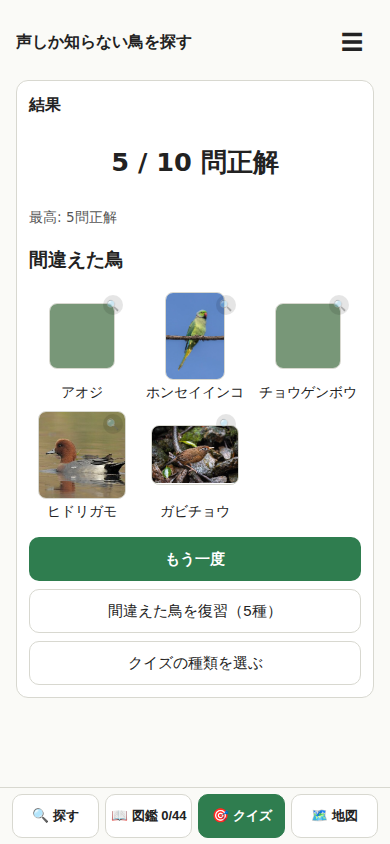 声しか知らない鳥を探す
結果
5 / 10 問正解
最高: 5問正解
間違えた鳥
アオジ
ホンセイインコ
チョウゲンボウ
ヒドリガモ
ガビチョウ
もう一度
間違えた鳥を復習（5種）
クイズの種類を選ぶ
探す
図鑑 0/44
クイズ
地図